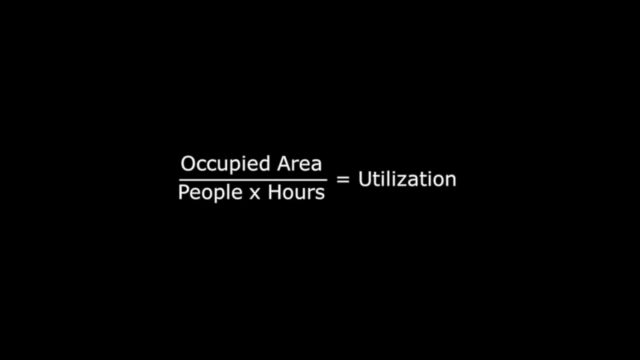 Occupied Area
People x Hours = Utilization